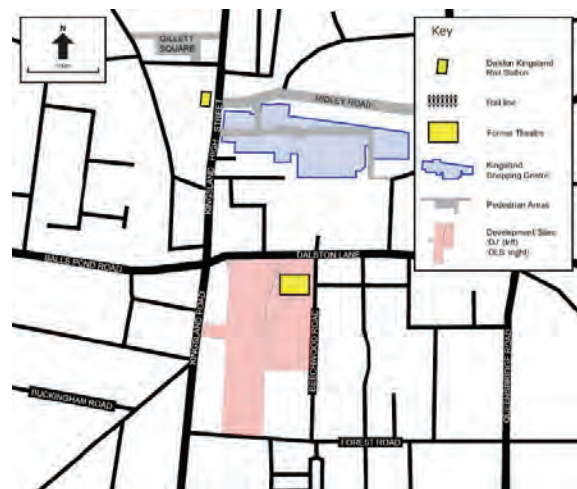 N
GILLETT
SQUARE
RIDLEY ROAD
KINGSLAND HIGH STREET
BALLS POND ROAD
DALSTON LANE
KINGSLAND ROAD
BEECHWOOD ROAD
QUEENSBRIDGE ROAD
BUCKINGHAM ROAD
FOREST ROAD
Key
Dalston Kingsland
Rail Station
Rail line
Former Theatre
Kingsland
Shopping Centre
Pedestrian Areas
Development Sites
'DJ' (left)
'DLS' (right)